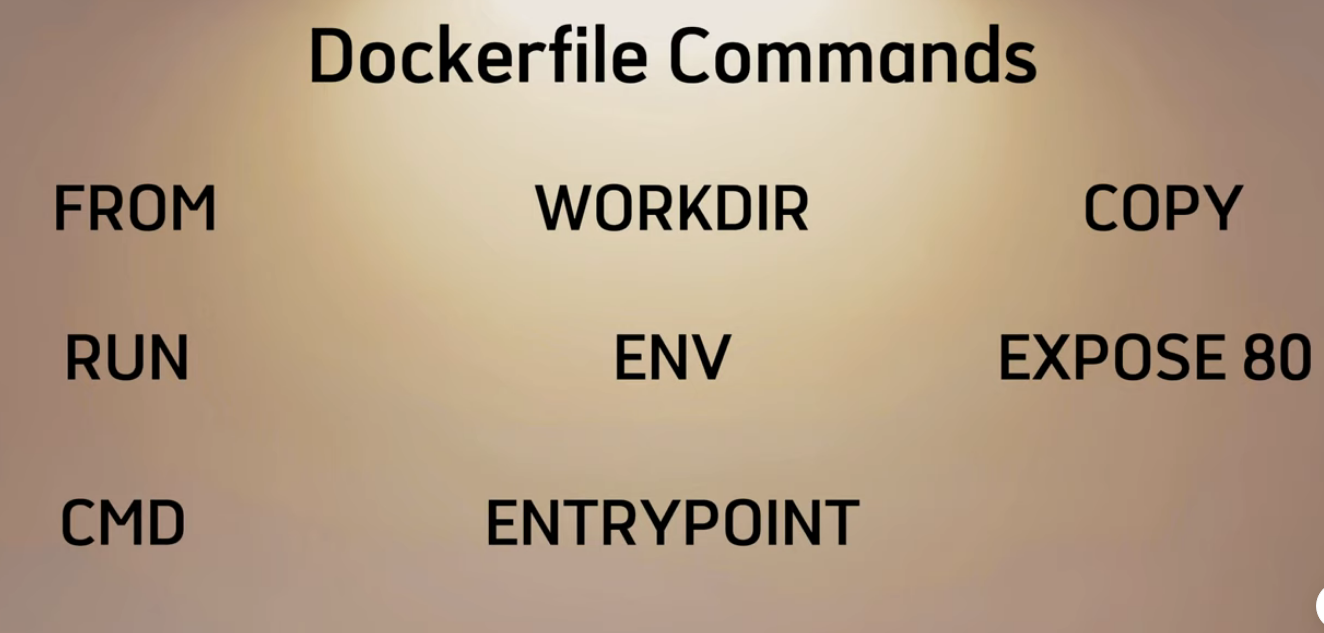 Dockerfile Commands
FROM WORKDIR COPY
RUN ENV EXPOSE 80
CMD ENTRYPOINT